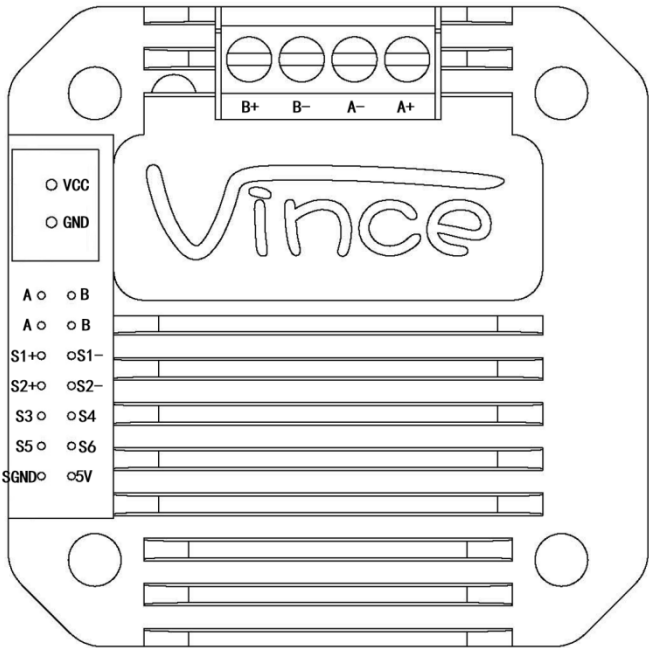 B+ B- A- A+
Vince
VCC
GND
A B
A B
S1+ S1-
S2+ S2-
S3 S4
S5 S6
SGND 5V